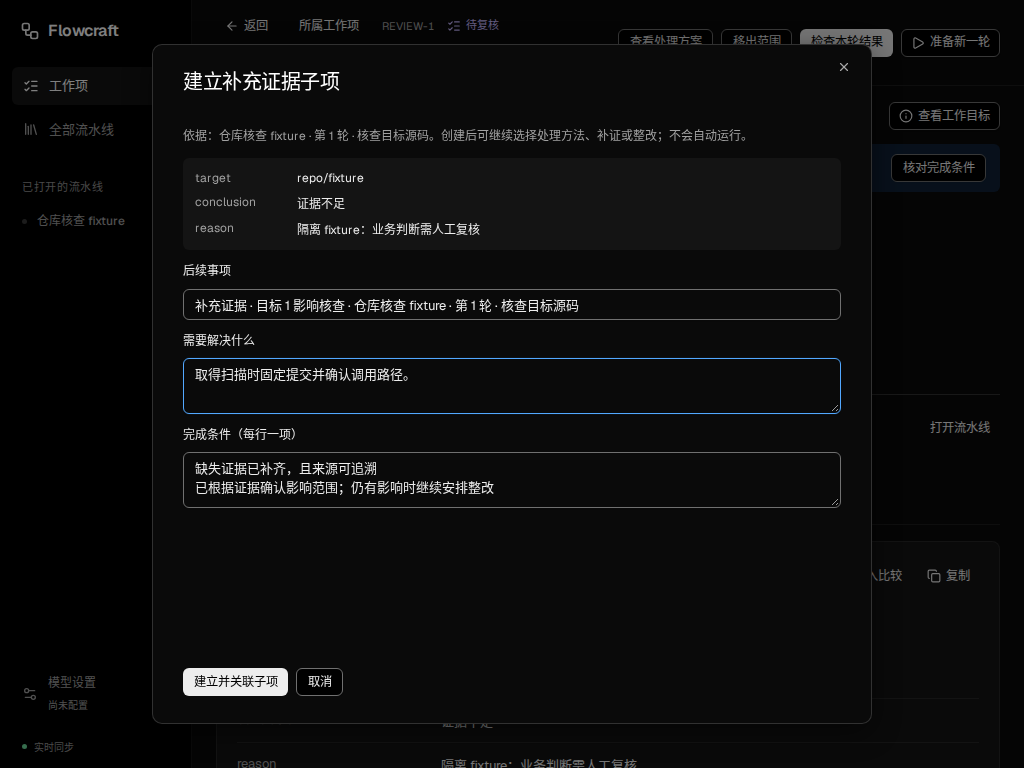 Flowcraft
返回
所属工作项
REVIEW-1
待复核
查看处理方案
移出范围
检查本轮结果
准备新一轮
工作项
全部流水线
已打开的流水线
仓库核查 fixture
查看工作目标
核对完成条件
建立补充证据子项
依据：仓库核查 fixture · 第 1 轮 · 核查目标源码。创建后可继续选择处理方法、补证或整改；不会自动运行。
target
repo/fixture
conclusion
证据不足
reason
隔离 fixture：业务判断需人工复核
后续事项
补充证据 · 目标 1 影响核查 · 仓库核查 fixture · 第 1 轮 · 核查目标源码
需要解决什么
取得扫描时固定提交并确认调用路径。
完成条件（每行一项）
缺失证据已补齐，且来源可追溯
已根据证据确认影响范围；仍有影响时继续安排整改
打开流水线
入比较
复制
建立并关联子项
取消
模型设置
尚未配置
实时同步
证据不足
reason
隔离 fixture：业务判断需人工复核